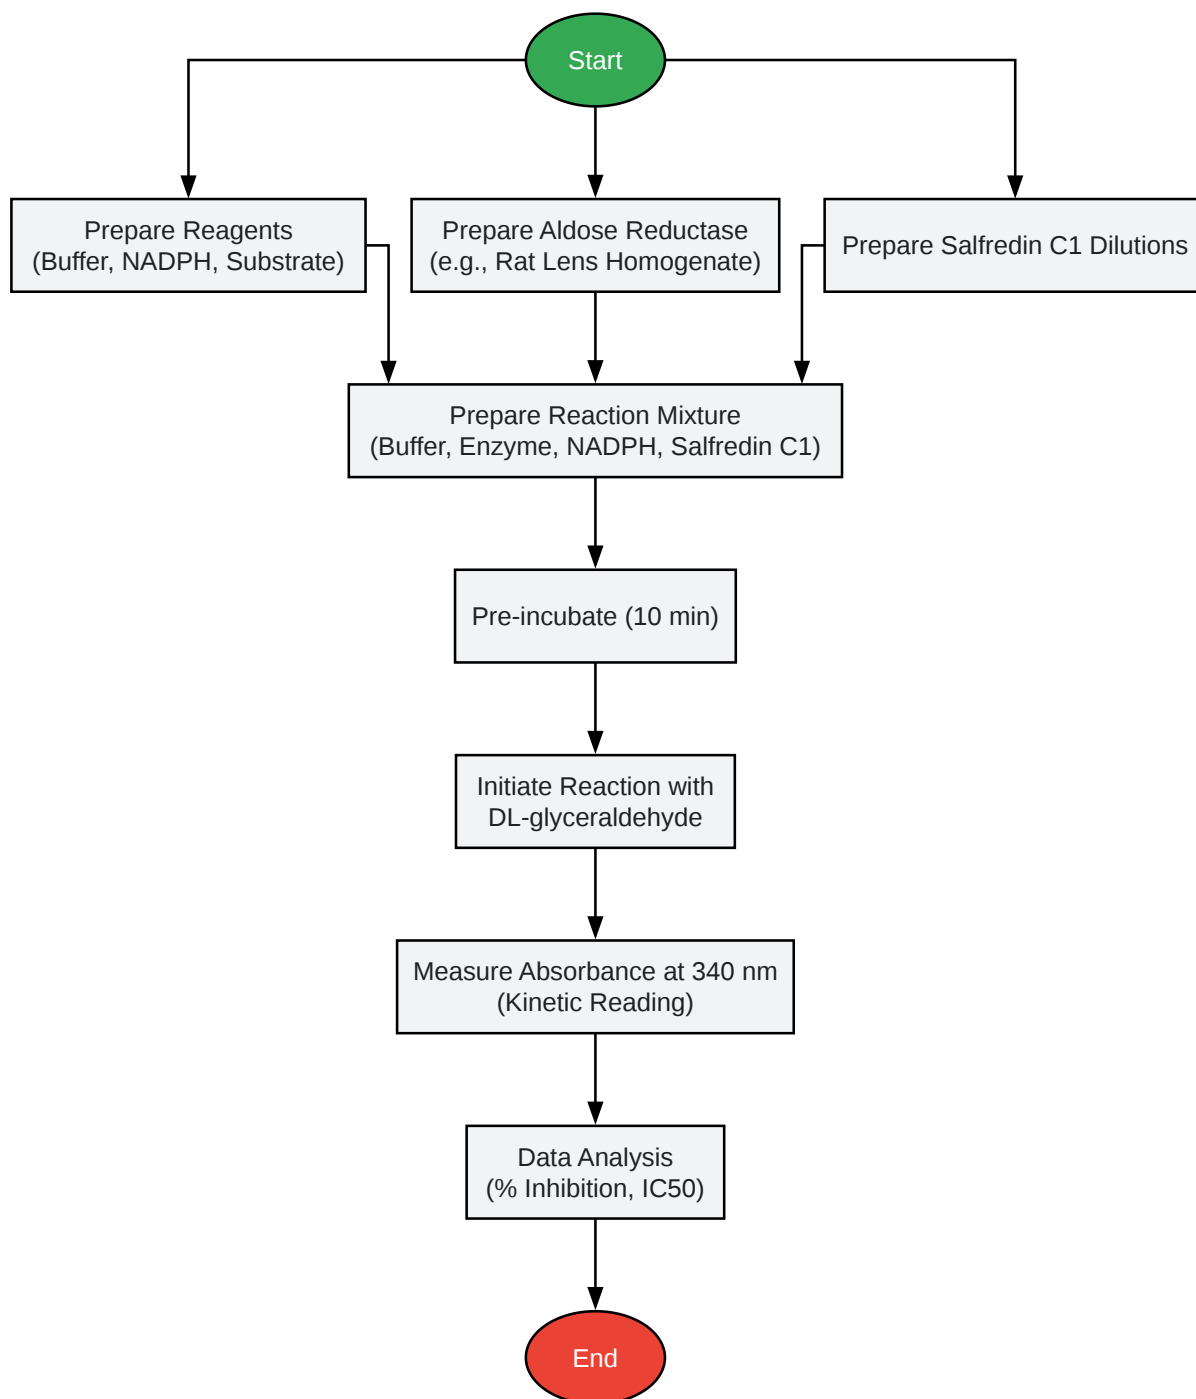 Start
Prepare Reagents
(Buffer, NADPH, Substrate)
Prepare Aldose Reductase
(e.g., Rat Lens Homogenate)
Prepare Salfredin C1 Dilutions
Prepare Reaction Mixture
(Buffer, Enzyme, NADPH, Salfredin C1)
Pre-incubate (10 min)
Initiate Reaction with
DL-glyceraldehyde
Measure Absorbance at 340 nm
(Kinetic Reading)
Data Analysis
(% Inhibition, IC50)
End